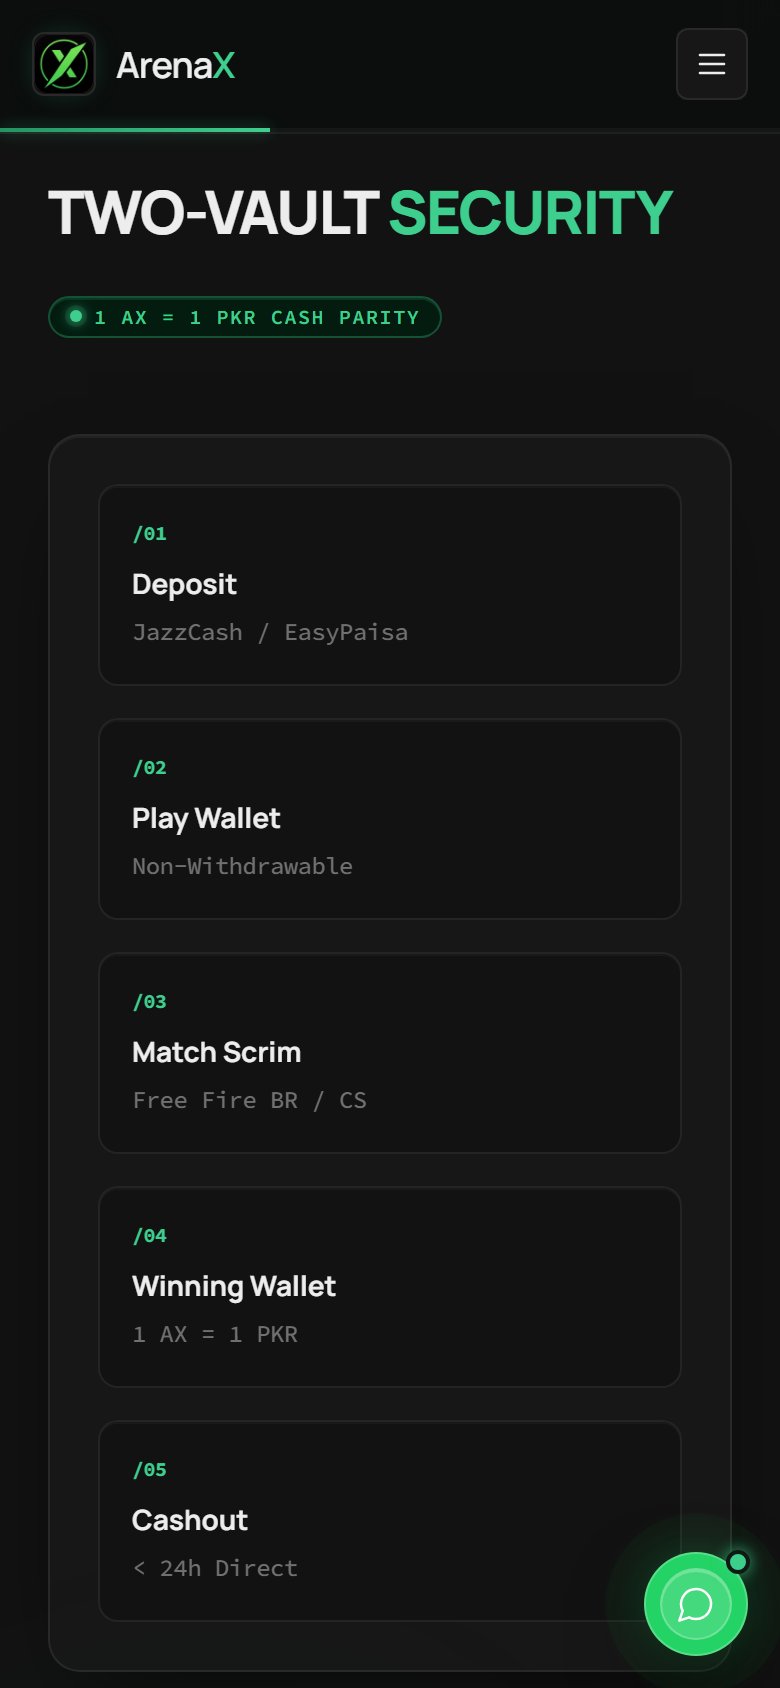 ArenaX
TWO-VAULT SECURITY
1 AX = 1 PKR CASH PARITY
/01
Deposit
JazzCash / EasyPaisa
/02
Play Wallet
Non-Withdrawable
/03
Match Scrim
Free Fire BR / CS
/04
Winning Wallet
1 AX = 1 PKR
/05
Cashout
< 24h Direct